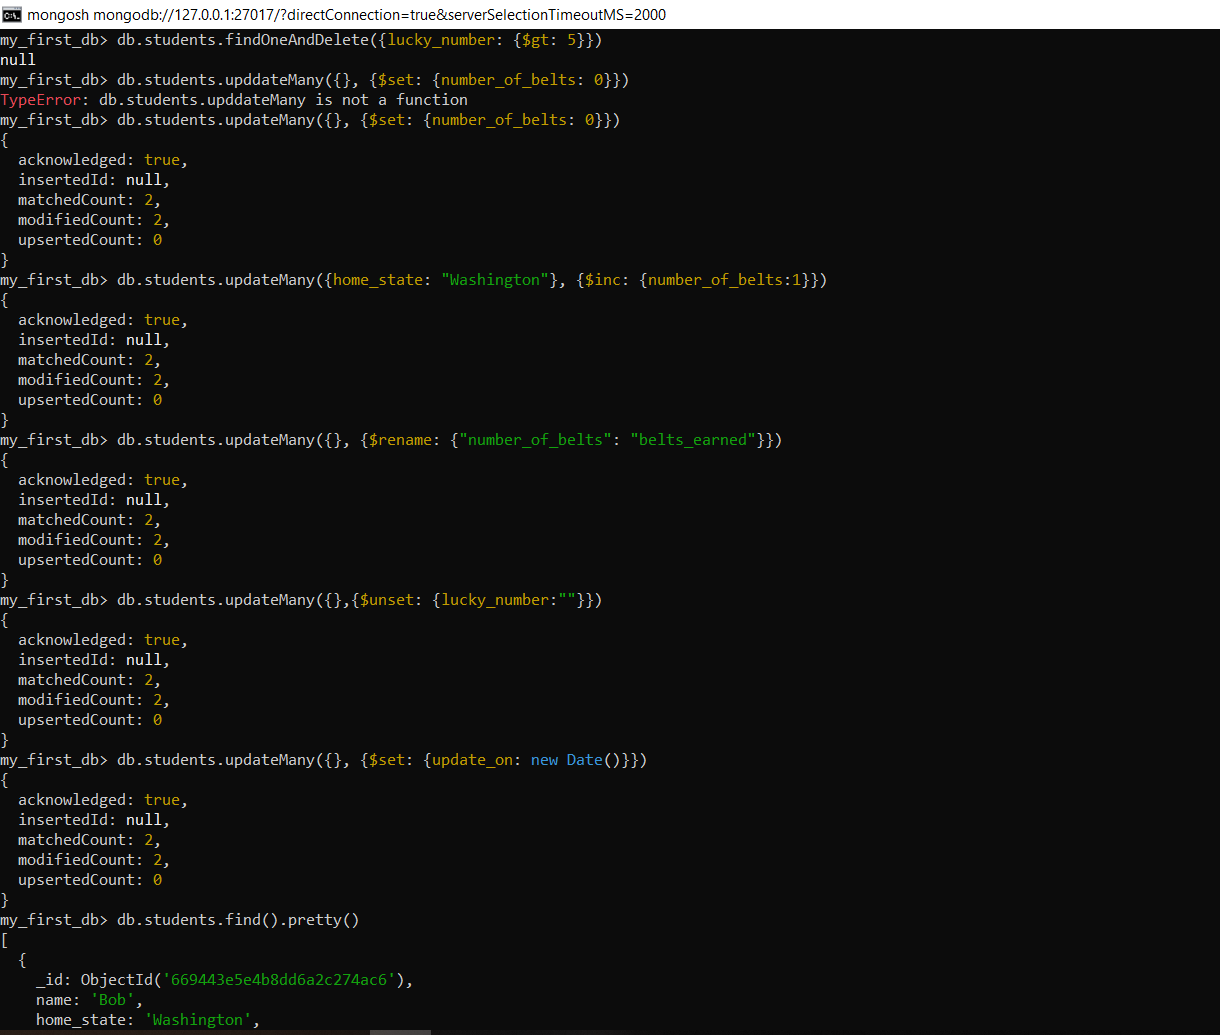 mongosh mongodb://127.0.0.1:27017/?directConnection=true&serverSelectionTimeoutMS=2000
my_first_db> db.students.findOneAndDelete({lucky_number: {$gt: 5}})
null
my_first_db> db.students.upddateMany({}, {$set: {number_of_belts: 0}})
TypeError: db.students.upddateMany is not a function
my_first_db> db.students.updateMany({}, {$set: {number_of_belts: 0}})
{
  acknowledged: true,
  insertedId: null,
  matchedCount: 2,
  modifiedCount: 2,
  upsertedCount: 0
}
my_first_db> db.students.updateMany({home_state: "Washington"}, {$inc: {number_of_belts:1}})
{
  acknowledged: true,
  insertedId: null,
  matchedCount: 2,
  modifiedCount: 2,
  upsertedCount: 0
}
my_first_db> db.students.updateMany({}, {$rename: {"number_of_belts": "belts_earned"}})
{
  acknowledged: true,
  insertedId: null,
  matchedCount: 2,
  modifiedCount: 2,
  upsertedCount: 0
}
my_first_db> db.students.updateMany({},{$unset: {lucky_number:""}})
{
  acknowledged: true,
  insertedId: null,
  matchedCount: 2,
  modifiedCount: 2,
  upsertedCount: 0
}
my_first_db> db.students.updateMany({}, {$set: {update_on: new Date()}})
{
  acknowledged: true,
  insertedId: null,
  matchedCount: 2,
  modifiedCount: 2,
  upsertedCount: 0
}
my_first_db> db.students.find().pretty()
[
  {
    _id: ObjectId('669443e5e4b8dd6a2c274ac6'),
    name: 'Bob',
    home_state: 'Washington',